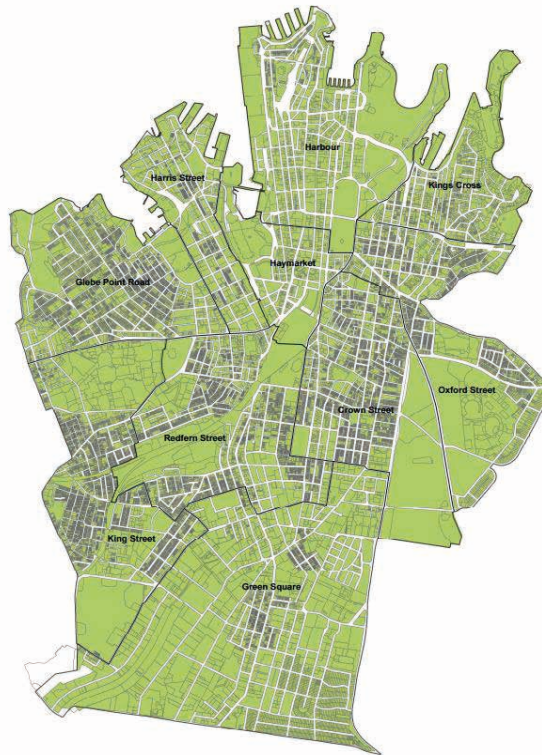 Harbour
Harris Street
Kings Cross
Haymarket
Glebe Point Road
Oxford Street
Crown Street
Redfern Street
King Street
Green Square